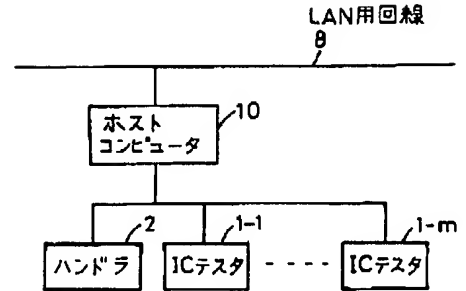 LAN用回線
8
10
ホスト
コンピュータ
2
1-1
1-m
ハンドラ
ICテスタ
- - - -
ICテスタ